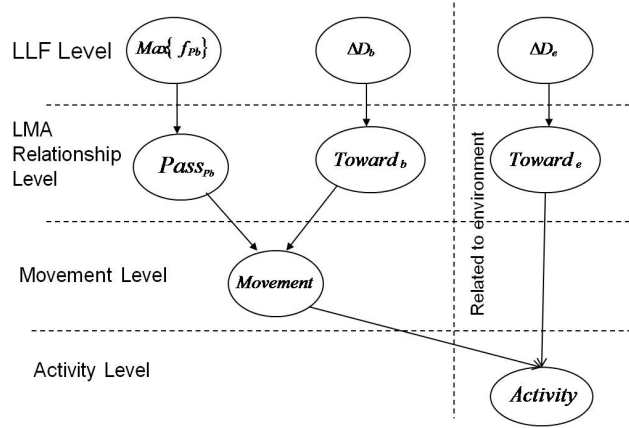 LLF Level
Max{ f_Pb}
ΔD_b
ΔD_e
LMA
Relationship
Level
Pass_Pb
Toward_b
Toward_e
Related to environment
Movement Level
Movement
Activity Level
Activity